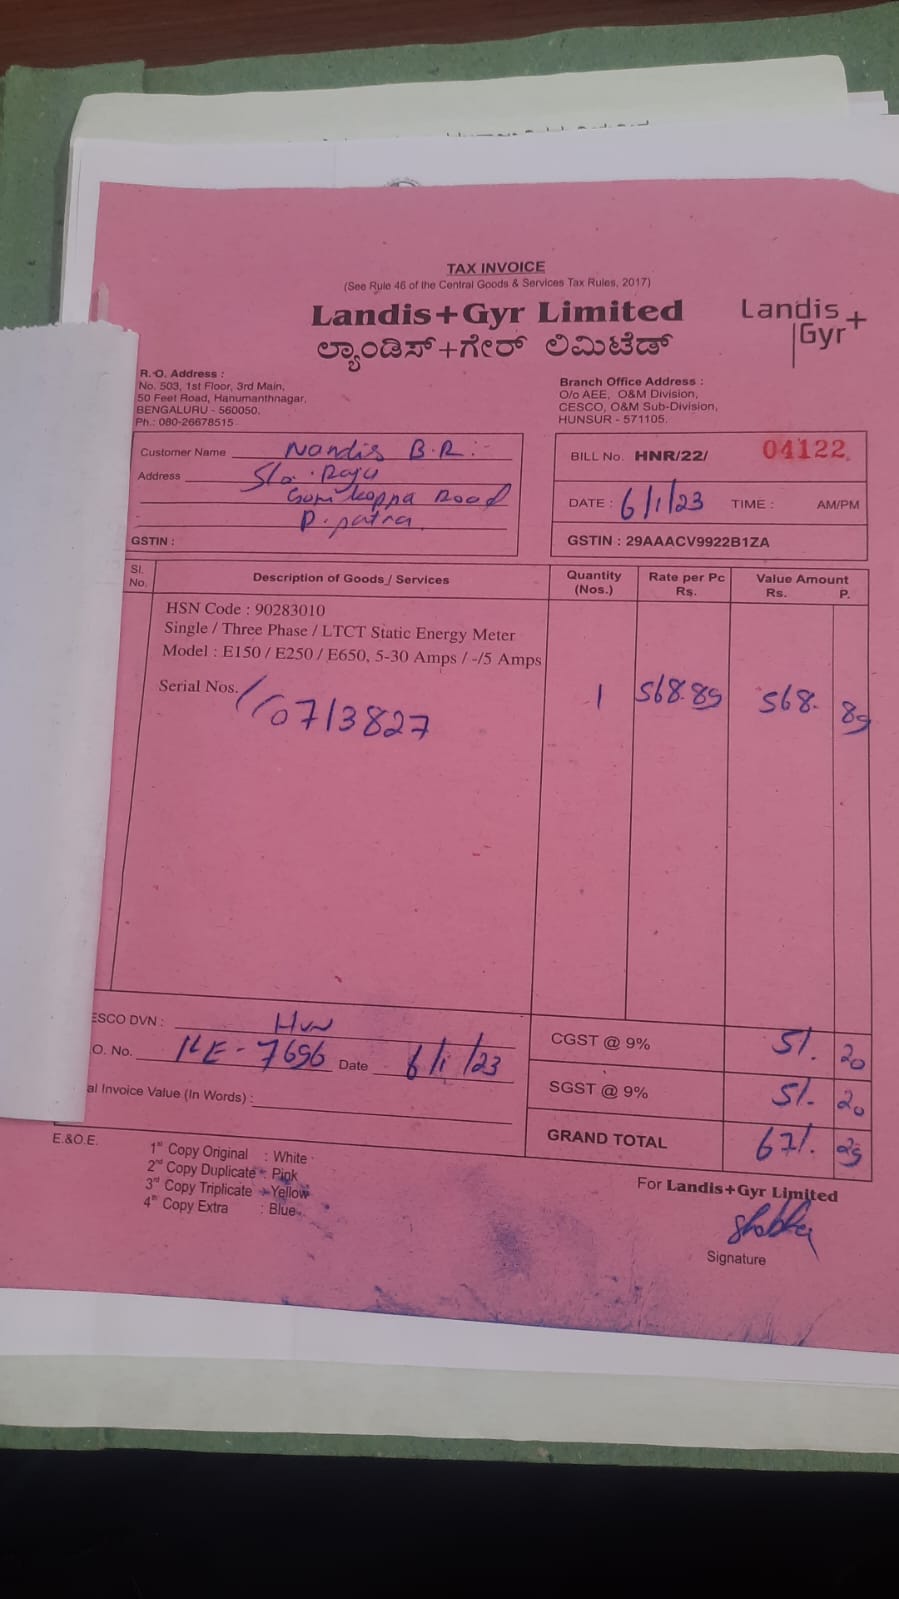 TAX INVOICE
(See Rule 46 of the Central Goods & Services Tax Rules, 2017)
Landis+Gyr Limited
ಲ್ಯಾಂಡಿಸ್+ಗೇರ್ ಲಿಮಿಟೆಡ್
Landis+
Gyr
R.O. Address :
No. 503, 1st Floor, 3rd Main,
50 Feet Road, Hanumanthnagar,
BENGALURU - 560050.
Ph.: 080-26678515
Branch Office Address :
O/o AEE, O&M Division,
CESCO, O&M Sub-Division,
HUNSUR - 571105.
Customer Name Nandis B.R.
Address S/o. Raju
Road
P. patna
GSTIN :
BILL No. HNR/22/ 04122
DATE : 6/1/23 TIME : AM/PM
GSTIN : 29AAACV9922B1ZA
Sl. No. Description of Goods / Services Quantity (Nos.) Rate per Pc Rs. Value Amount Rs. P.
HSN Code : 90283010
Single / Three Phase / LTCT Static Energy Meter
Model : E150 / E250 / E650, 5-30 Amps / -/5 Amps
Serial Nos. 1 568.89 568. 89
0713827
ESCO DVN : Hun
O. No. KE-7696 Date 6/1/23
al Invoice Value (In Words) :
CGST @ 9% 51. 20
SGST @ 9% 51. 20
GRAND TOTAL 671. 29
E.&O.E.
1st Copy Original : White
2nd Copy Duplicate : Pink
3rd Copy Triplicate : Yellow
4th Copy Extra : Blue
For Landis+Gyr Limited
Signature